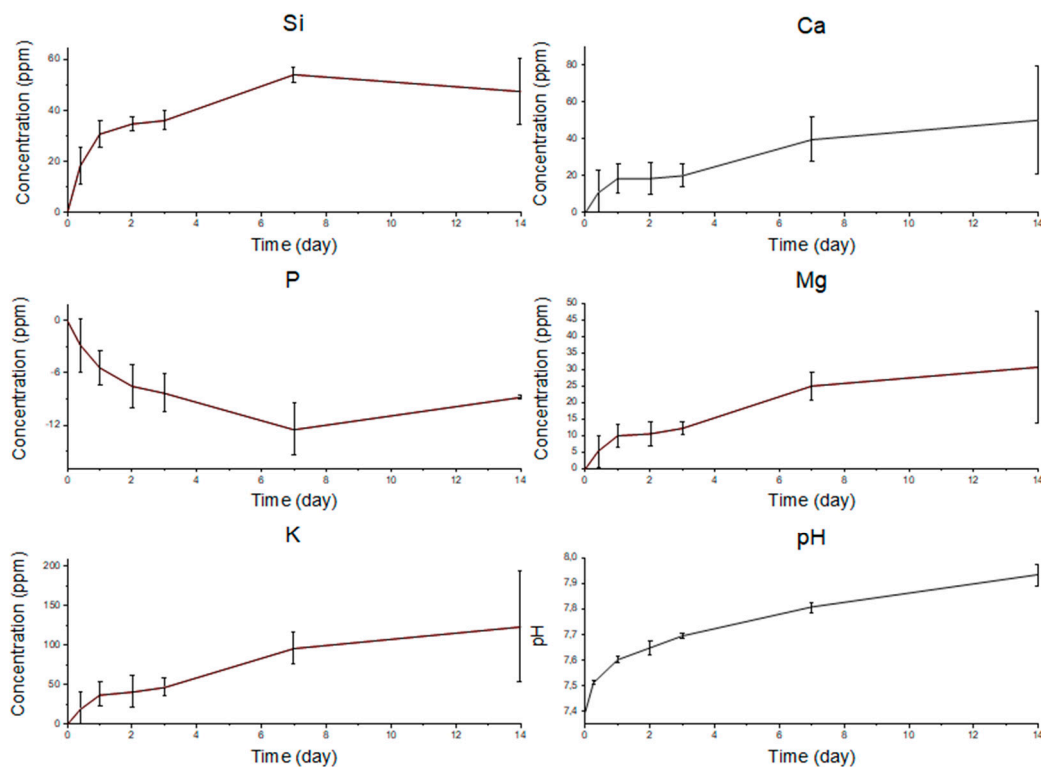 Si
Concentration (ppm)
60
40
20
0
0 2 4 6 8 10 12 14
Time (day)
Ca
Concentration (ppm)
80
60
40
20
0
0 2 4 6 8 10 12 14
Time (day)
P
Concentration (ppm)
0
-6
-12
0 2 4 6 8 10 12 14
Time (day)
Mg
Concentration (ppm)
50
45
40
35
30
25
20
15
10
5
0
0 2 4 6 8 10 12 14
Time (day)
K
Concentration (ppm)
200
150
100
50
0
0 2 4 6 8 10 12 14
Time (day)
pH
pH
8,0
7,9
7,8
7,7
7,6
7,5
7,4
0 2 4 6 8 10 12 14
Time (day)